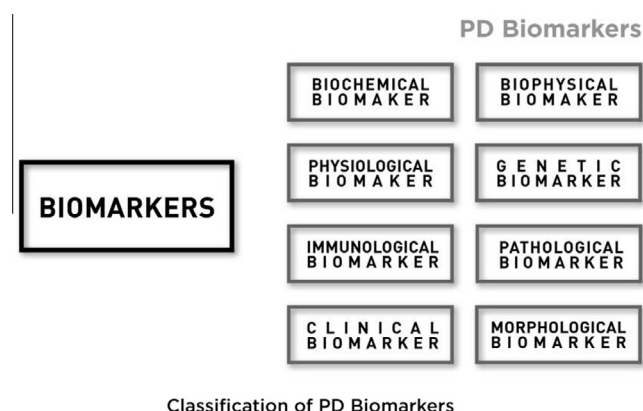 PD Biomarkers
BIOMARKERS
BIOCHEMICAL
BIOMAKER
BIOPHYSICAL
BIOMAKER
PHYSIOLOGICAL
BIOMAKER
GENETIC
BIOMARKER
IMMUNOLOGICAL
BIOMARKER
PATHOLOGICAL
BIOMARKER
CLINICAL
BIOMARKER
MORPHOLOGICAL
BIOMARKER
Classification of PD Biomarkers